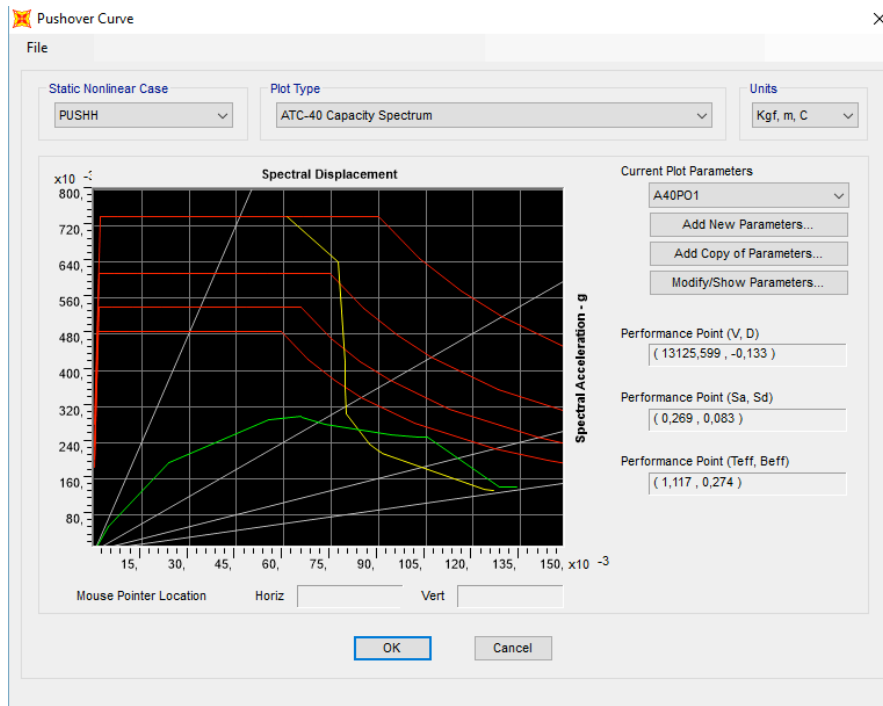 Pushover Curve
File
Static Nonlinear Case
Plot Type
Units
PUSHH
ATC-40 Capacity Spectrum
Kgf, m, C
Spectral Displacement
x10 -3
800,
720,
640,
560,
480,
400,
320,
240,
160,
80,
15, 30, 45, 60, 75, 90, 105, 120, 135, 150, x10 -3
Spectral Acceleration - g
Mouse Pointer Location
Horiz
Vert
Current Plot Parameters
A40PO1
Add New Parameters...
Add Copy of Parameters...
Modify/Show Parameters...
Performance Point (V, D)
( 13125,599 , -0,133 )
Performance Point (Sa, Sd)
( 0,269 , 0,083 )
Performance Point (Teff, Beff)
( 1,117 , 0,274 )
OK
Cancel